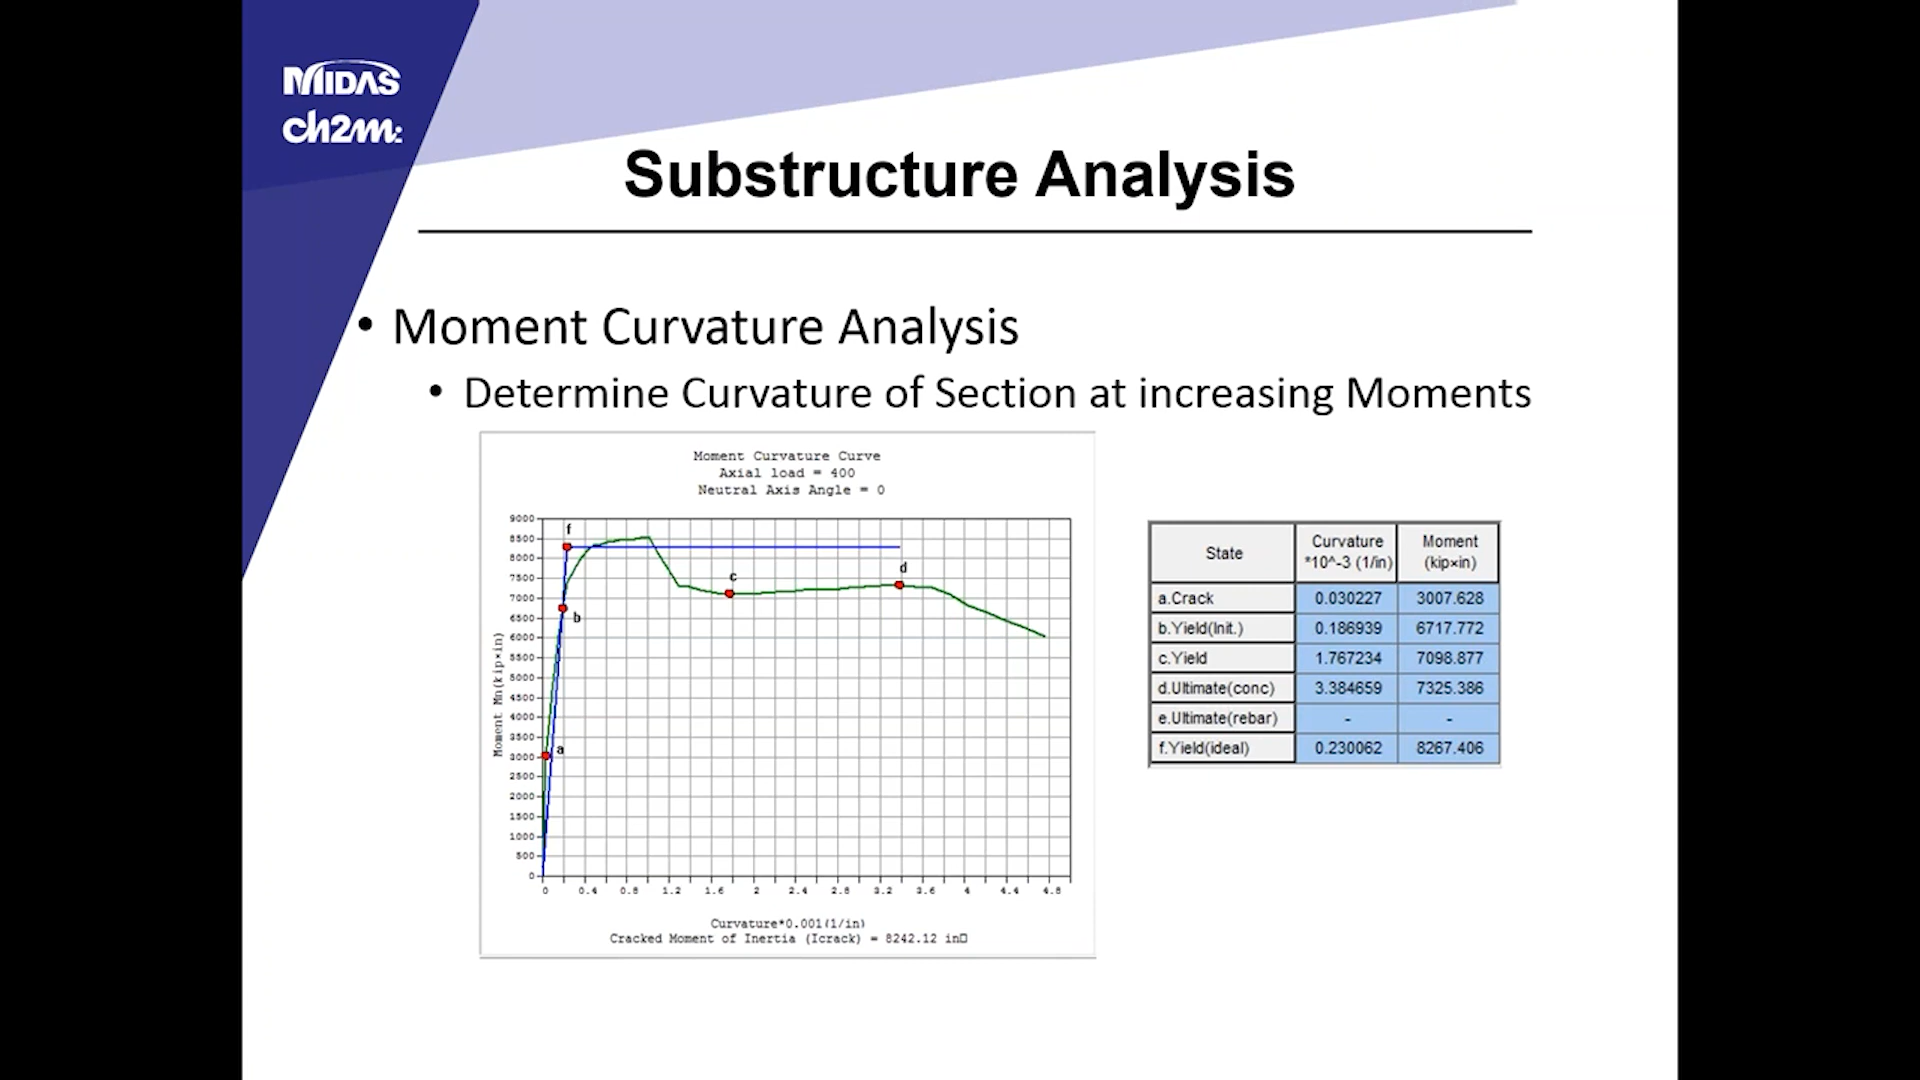 MIDAS
ch2m:
Substructure Analysis
• Moment Curvature Analysis
• Determine Curvature of Section at increasing Moments
Moment Curvature Curve
Axial load = 400
Neutral Axis Angle = 0
9000
8500
8000
7500
7000
6500
6000
5500
5000
4500
4000
3500
3000
2500
2000
1500
1000
500
0
Moment Mn(kip×in)
f
b
a
c
d
0 0.4 0.8 1.2 1.6 2 2.4 2.8 3.2 3.6 4 4.4 4.8
Curvature*0.001(1/in)
Cracked Moment of Inertia (Icrack) = 8242.12 in□
State Curvature *10^-3 (1/in) Moment (kip×in)
a.Crack 0.030227 3007.628
b.Yield(Init.) 0.186939 6717.772
c.Yield 1.767234 7098.877
d.Ultimate(conc) 3.384659 7325.386
e.Ultimate(rebar) - -
f.Yield(ideal) 0.230062 8267.406